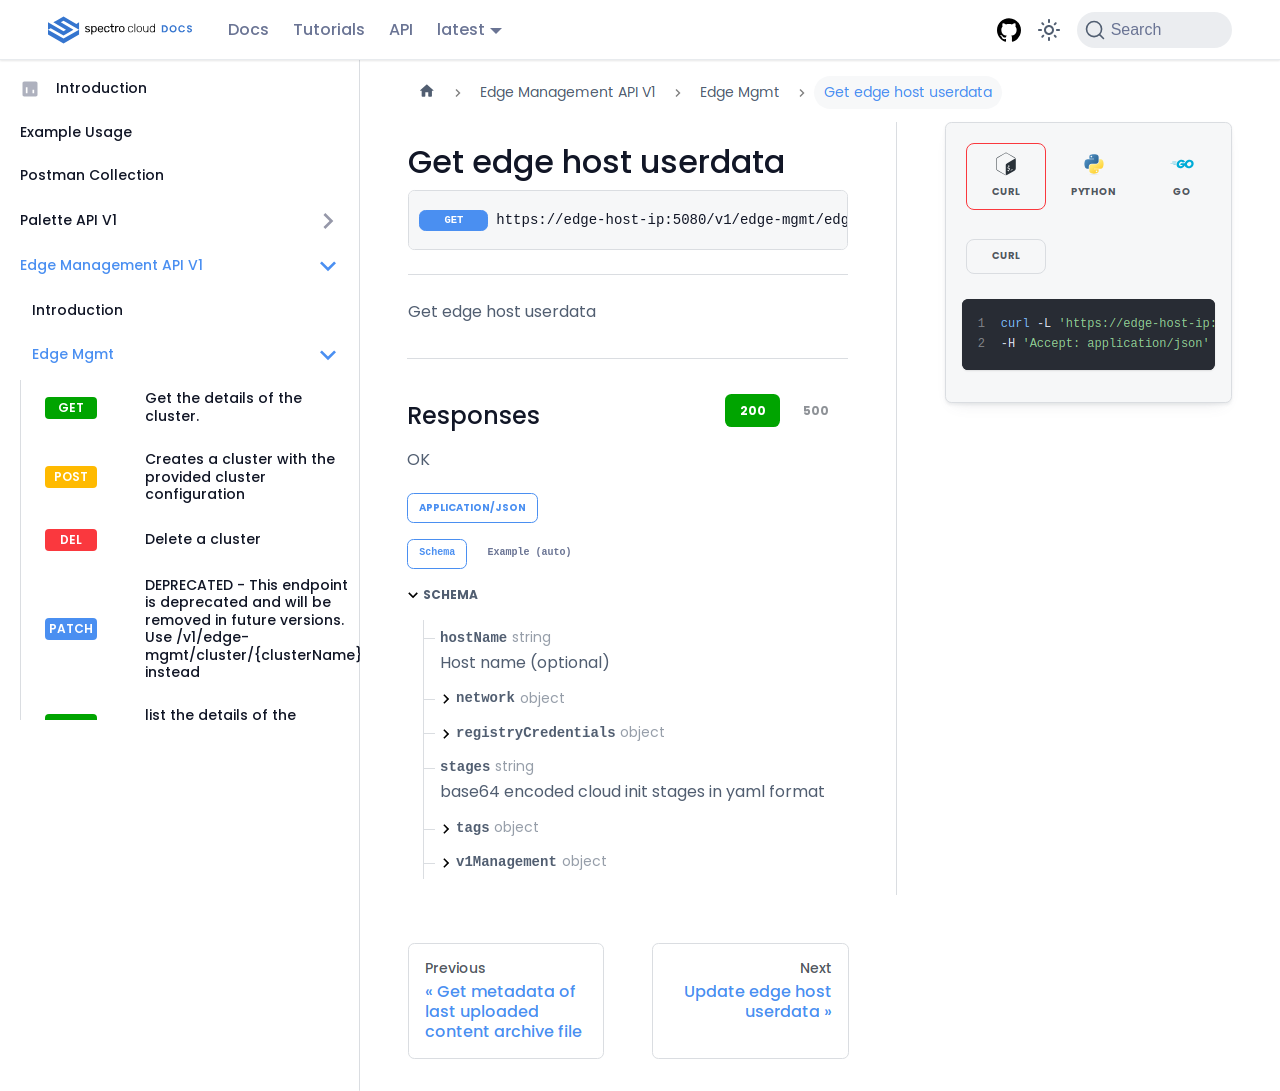 spectro cloud DOCS
Docs
Tutorials
API
latest
Search
Introduction
Example Usage
Postman Collection
Palette API V1
Edge Management API V1
Introduction
Edge Mgmt
GET
Get the details of the
cluster.
POST
Creates a cluster with the
provided cluster
configuration
DEL
Delete a cluster
PATCH
DEPRECATED - This endpoint
is deprecated and will be
removed in future versions.
Use /v1/edge-
mgmt/cluster/{clusterName}
instead
list the details of the
Edge Management API V1
Edge Mgmt
Get edge host userdata
Get edge host userdata
GET
https://edge-host-ip:5080/v1/edge-mgmt/edg
Get edge host userdata
Responses
200
500
OK
APPLICATION/JSON
Schema
Example (auto)
SCHEMA
hostName string
Host name (optional)
network object
registryCredentials object
stages string
base64 encoded cloud init stages in yaml format
tags object
v1Management object
Previous
« Get metadata of
last uploaded
content archive file
Next
Update edge host
userdata »
CURL
PYTHON
GO
CURL
1 curl -L 'https://edge-host-ip:
2 -H 'Accept: application/json'